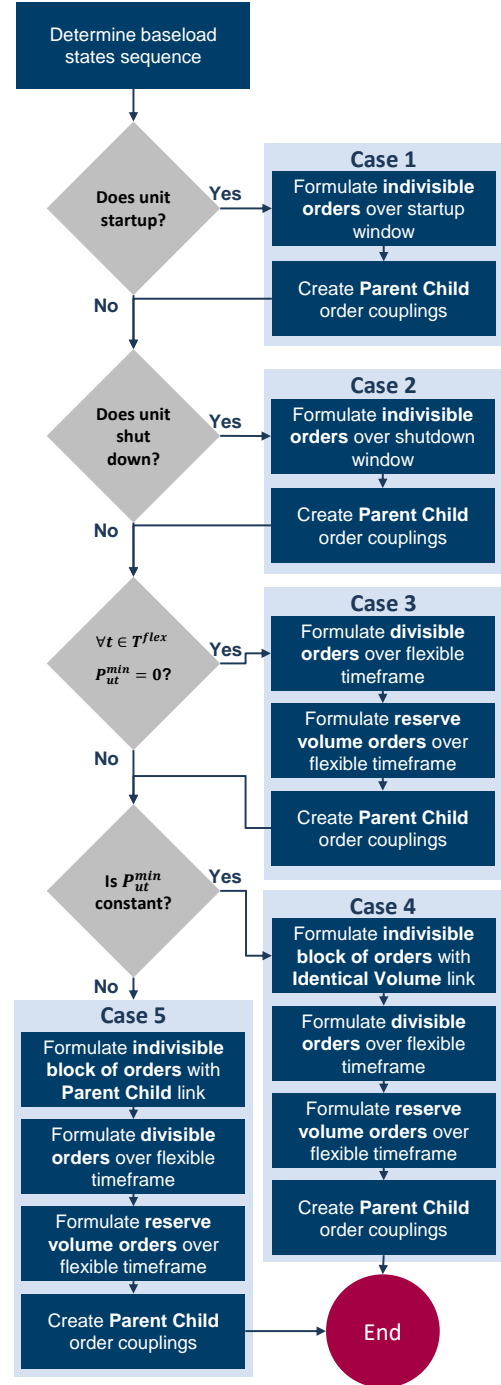 Determine baseload
states sequence
Does unit
startup?
Yes
No
Case 1
Formulate indivisible
orders over startup
window
Create Parent Child
order couplings
Does unit
shut
down?
Yes
No
Case 2
Formulate indivisible
orders over shutdown
window
Create Parent Child
order couplings
∀t ∈ T^{flex}
P_{ut}^{min} = 0?
Yes
No
Case 3
Formulate divisible
orders over flexible
timeframe
Formulate reserve
volume orders over
flexible timeframe
Create Parent Child
order couplings
Is P_{ut}^{min}
constant?
Yes
No
Case 4
Formulate indivisible
block of orders with
Identical Volume link
Formulate divisible
orders over flexible
timeframe
Formulate reserve
volume orders over
flexible timeframe
Create Parent Child
order couplings
Case 5
Formulate indivisible
block of orders with
Parent Child link
Formulate divisible
orders over flexible
timeframe
Formulate reserve
volume orders over
flexible timeframe
Create Parent Child
order couplings
End